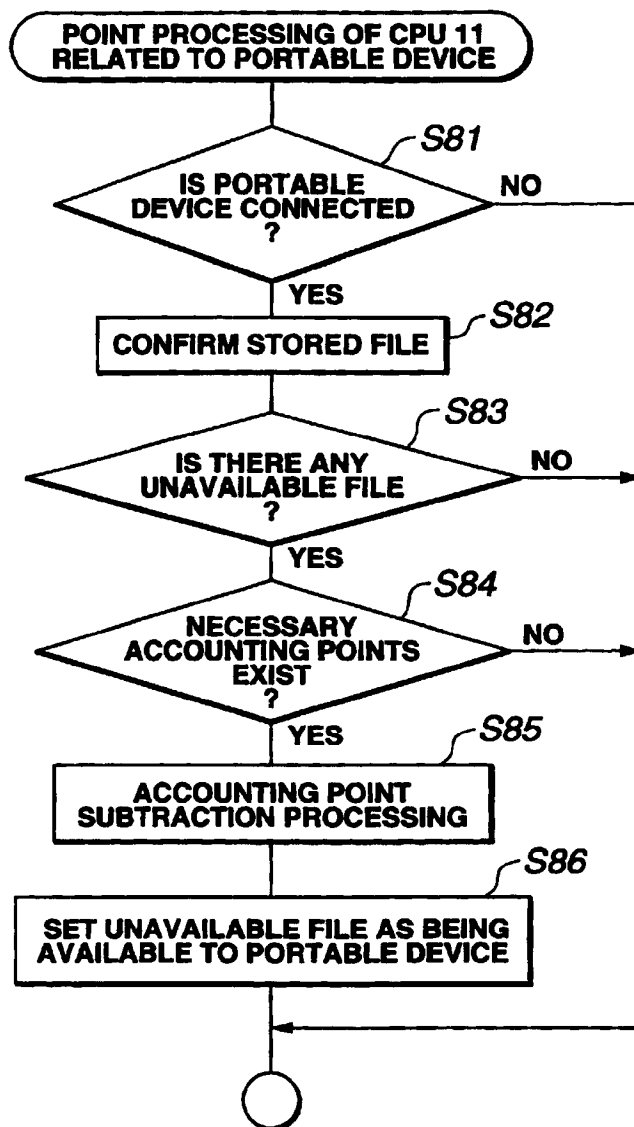 POINT PROCESSING OF CPU 11
RELATED TO PORTABLE DEVICE
S81
IS PORTABLE
DEVICE CONNECTED
?
NO
YES
S82
CONFIRM STORED FILE
S83
IS THERE ANY
UNAVAILABLE FILE
?
NO
YES
S84
NECESSARY
ACCOUNTING POINTS
EXIST
?
NO
YES
S85
ACCOUNTING POINT
SUBTRACTION PROCESSING
S86
SET UNAVAILABLE FILE AS BEING
AVAILABLE TO PORTABLE DEVICE